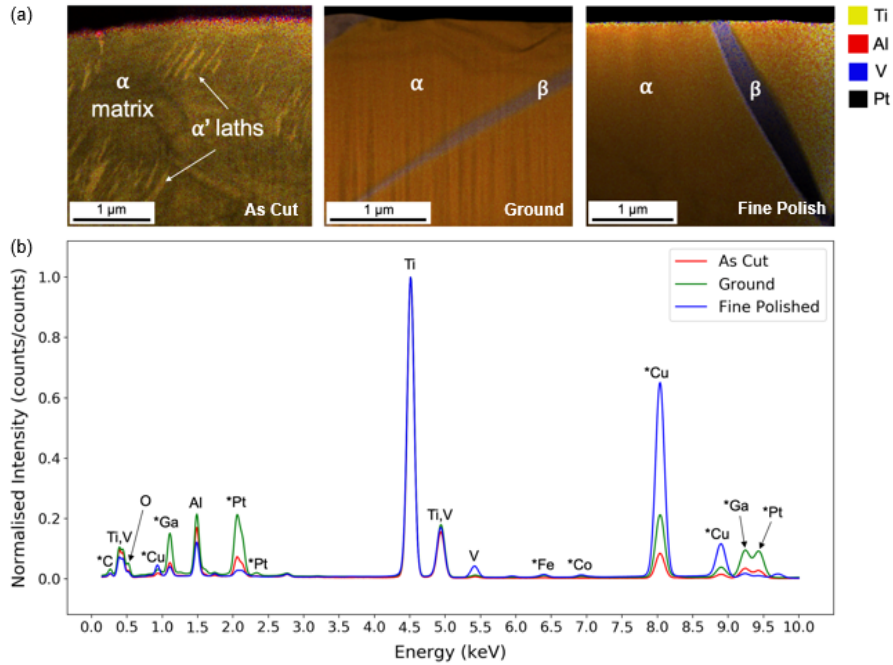 (a)
α
matrix
α' laths
1 μm
As Cut
α
β
1 μm
Ground
α
β
1 μm
Fine Polish
Ti
Al
V
Pt
(b)
Normalised Intensity (counts/counts)
1.0
0.8
0.6
0.4
0.2
0.0
As Cut
Ground
Fine Polished
*C
Ti,V
O
*Cu
*Ga
Al
*Pt
*Pt
Ti
Ti,V
V
*Fe
*Co
*Cu
*Cu
*Ga
*Pt
0.0 0.5 1.0 1.5 2.0 2.5 3.0 3.5 4.0 4.5 5.0 5.5 6.0 6.5 7.0 7.5 8.0 8.5 9.0 9.5 10.0
Energy (keV)